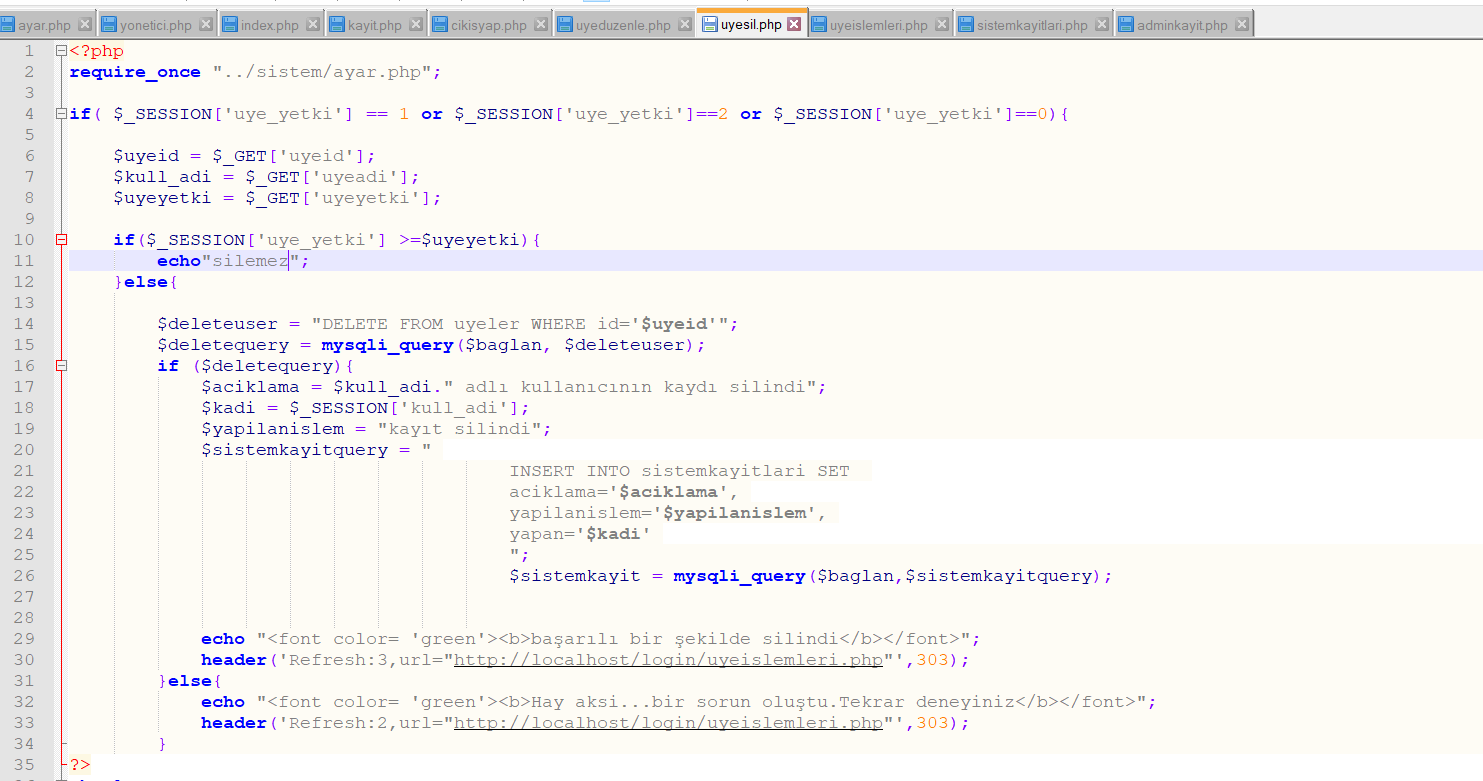 ayar.php yonetici.php index.php kayit.php cikisyap.php uyeduzenle.php uyesil.php uyeislemleri.php sistemkayitlari.php adminkayit.php
1 <?php
2 require_once "../sistem/ayar.php";
3
4 if( $_SESSION['uye_yetki'] == 1 or $_SESSION['uye_yetki']==2 or $_SESSION['uye_yetki']==0){
5
6 $uyeid = $_GET['uyeid'];
7 $kull_adi = $_GET['uyeadi'];
8 $uyeyetki = $_GET['uyeyetki'];
9
10 if($_SESSION['uye_yetki'] >=$uyeyetki){
11 echo"silemez";
12 }else{
13
14 $deleteuser = "DELETE FROM uyeler WHERE id='$uyeid'";
15 $deletequery = mysqli_query($baglan, $deleteuser);
16 if ($deletequery){
17 $aciklama = $kull_adi." adlı kullanıcının kaydı silindi";
18 $kadi = $_SESSION['kull_adi'];
19 $yapilanislem = "kayıt silindi";
20 $sistemkayitquery = "
21 INSERT INTO sistemkayitlari SET
22 aciklama='$aciklama',
23 yapilanislem='$yapilanislem',
24 yapan='$kadi'
25 ";
26 $sistemkayit = mysqli_query($baglan,$sistemkayitquery);
27
28
29 echo "<font color= 'green'><b>başarılı bir şekilde silindi</b></font>";
30 header('Refresh:3,url="http://localhost/login/uyeislemleri.php"',303);
31 }else{
32 echo "<font color= 'green'><b>Hay aksi...bir sorun oluştu.Tekrar deneyiniz</b></font>";
33 header('Refresh:2,url="http://localhost/login/uyeislemleri.php"',303);
34 }
35 ?>